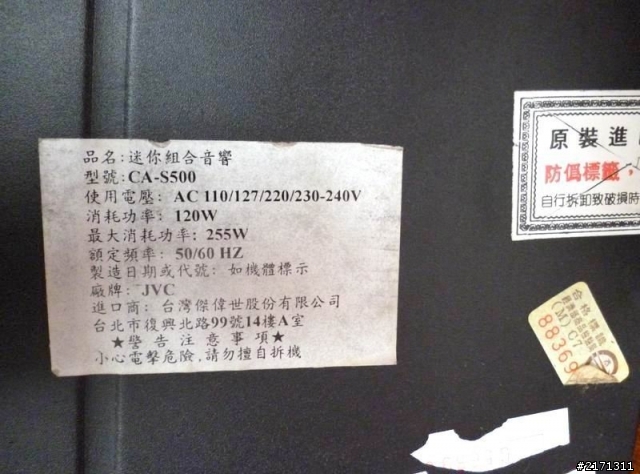 品名:迷你組合音響
型號:CA-S500
使用電壓: AC 110/127/220/230-240V
消耗功率: 120W
最大消耗功率: 255W
額定頻率: 50/60 HZ
製造日期或代號: 如機體標示
廠牌: JVC
進口商: 台灣傑偉世股份有限公司
台北市復興北路99號14樓A室
★警告注意事項★
小心電擊危險,請勿擅自拆機
原裝進
防偽標籤,
自行拆卸致破損時
合格標識
(M) C7
88369
#2171311